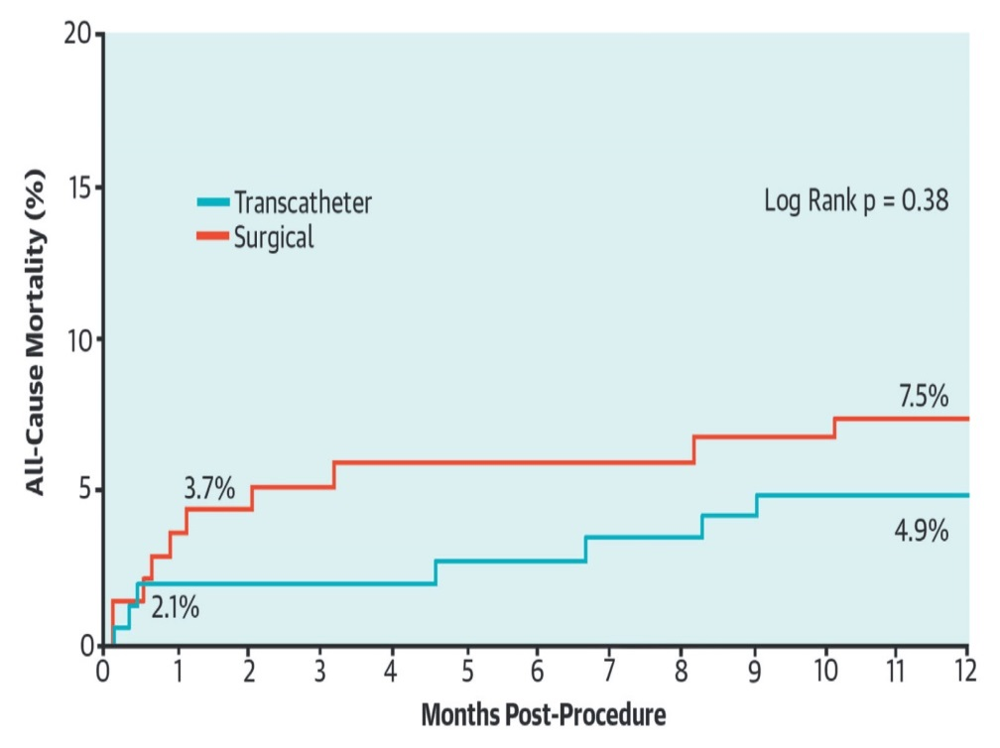 20
15
10
5
0
All-Cause Mortality (%)
Transcatheter
Surgical
Log Rank p = 0.38
7.5%
3.7%
4.9%
2.1%
0 1 2 3 4 5 6 7 8 9 10 11 12
Months Post-Procedure